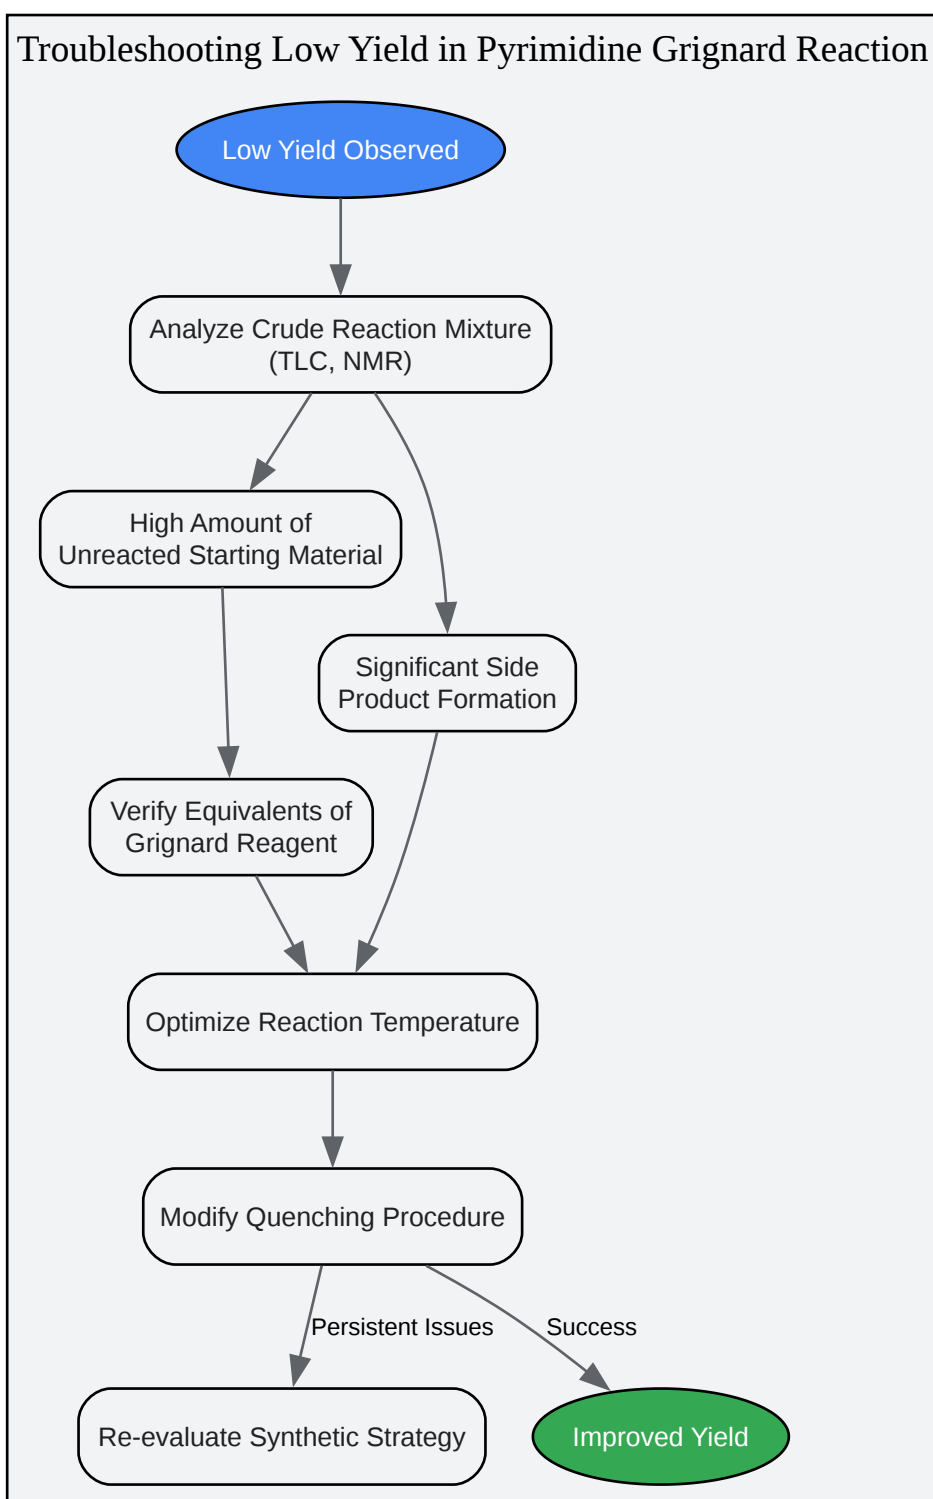 Troubleshooting Low Yield in Pyrimidine Grignard Reaction
Low Yield Observed
Analyze Crude Reaction Mixture
(TLC, NMR)
High Amount of
Unreacted Starting Material
Significant Side
Product Formation
Verify Equivalents of
Grignard Reagent
Optimize Reaction Temperature
Modify Quenching Procedure
Persistent Issues
Success
Re-evaluate Synthetic Strategy
Improved Yield